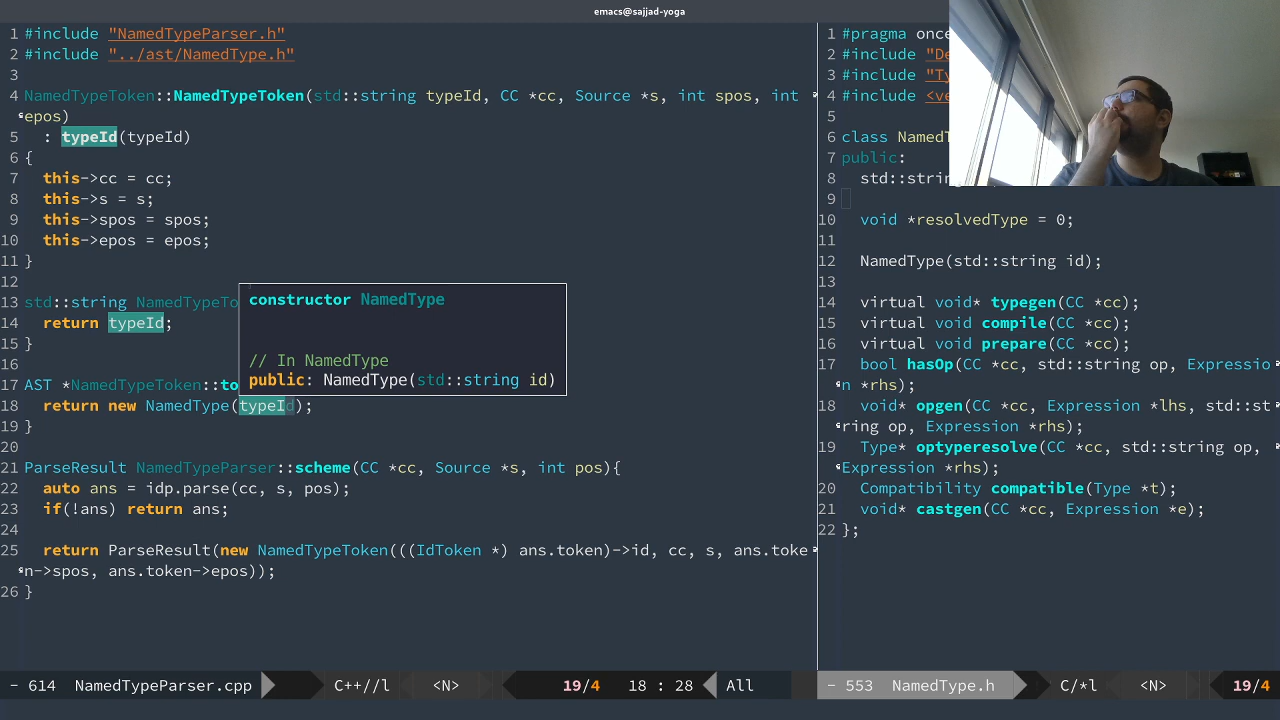 emacs@sajjad-yoga
1 #include "NamedTypeParser.h"
2 #include "../ast/NamedType.h"
3
4 NamedTypeToken::NamedTypeToken(std::string typeId, CC *cc, Source *s, int spos, int
epos)
5 : typeId(typeId)
6 {
7 this->cc = cc;
8 this->s = s;
9 this->spos = spos;
10 this->epos = epos;
11 }
12
13 std::string NamedTypeTo
14 return typeId;
15 }
16
17 AST *NamedTypeToken::to
18 return new NamedType(typeId);
19 }
20
21 ParseResult NamedTypeParser::scheme(CC *cc, Source *s, int pos){
22 auto ans = idp.parse(cc, s, pos);
23 if(!ans) return ans;
24
25 return ParseResult(new NamedTypeToken(((IdToken *) ans.token)->id, cc, s, ans.toke
n->spos, ans.token->epos));
26 }
constructor NamedType
// In NamedType
public: NamedType(std::string id)
- 614 NamedTypeParser.cpp C++//l <N> 19/4 18 : 28 All
1 #pragma once
2 #include "De
3 #include "Ty
4 #include <ve
5
6 class NamedT
7 public:
8 std::strin
9
10 void *resolvedType = 0;
11
12 NamedType(std::string id);
13
14 virtual void* typegen(CC *cc);
15 virtual void compile(CC *cc);
16 virtual void prepare(CC *cc);
17 bool hasOp(CC *cc, std::string op, Expressio
n *rhs);
18 void* opgen(CC *cc, Expression *lhs, std::st
ring op, Expression *rhs);
19 Type* optyperesolve(CC *cc, std::string op,
Expression *rhs);
20 Compatibility compatible(Type *t);
21 void* castgen(CC *cc, Expression *e);
22 };
- 553 NamedType.h C/*l <N> 19/4